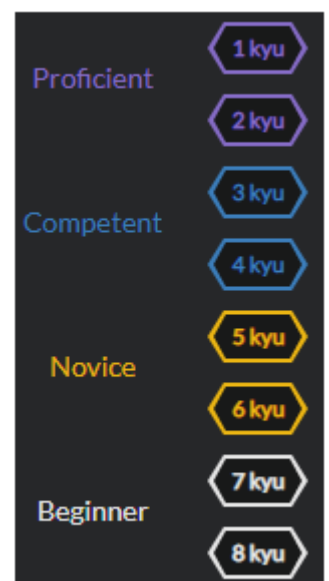 1 kyu
Proficient
2 kyu
3 kyu
Competent
4 kyu
5 kyu
Novice
6 kyu
7 kyu
Beginner
8 kyu